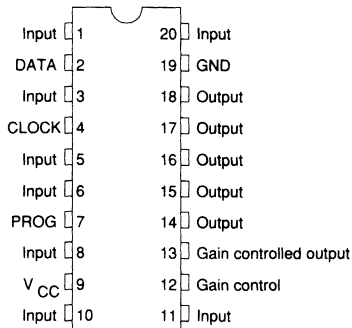 Input 1 20 Input
DATA 2 19 GND
Input 3 18 Output
CLOCK 4 17 Output
Input 5 16 Output
Input 6 15 Output
PROG 7 14 Output
Input 8 13 Gain controlled output
V CC 9 12 Gain control
Input 10 11 Input